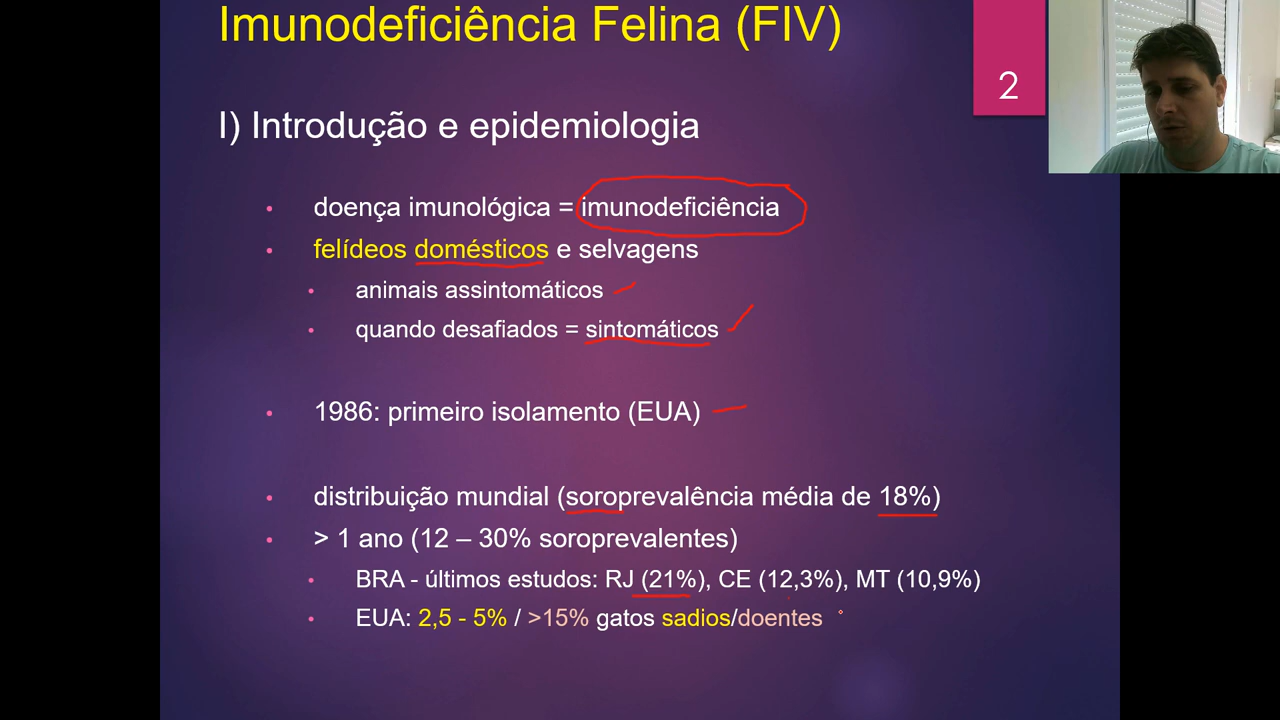 Imunodeficiência Felina (FIV)
2
I) Introdução e epidemiologia
• doença imunológica = imunodeficiência
• felídeos domésticos e selvagens
• animais assintomáticos
• quando desafiados = sintomáticos
• 1986: primeiro isolamento (EUA)
• distribuição mundial (soroprevalência média de 18%)
• > 1 ano (12 – 30% soroprevalentes)
• BRA - últimos estudos: RJ (21%), CE (12,3%), MT (10,9%)
• EUA: 2,5 - 5% / >15% gatos sadios/doentes